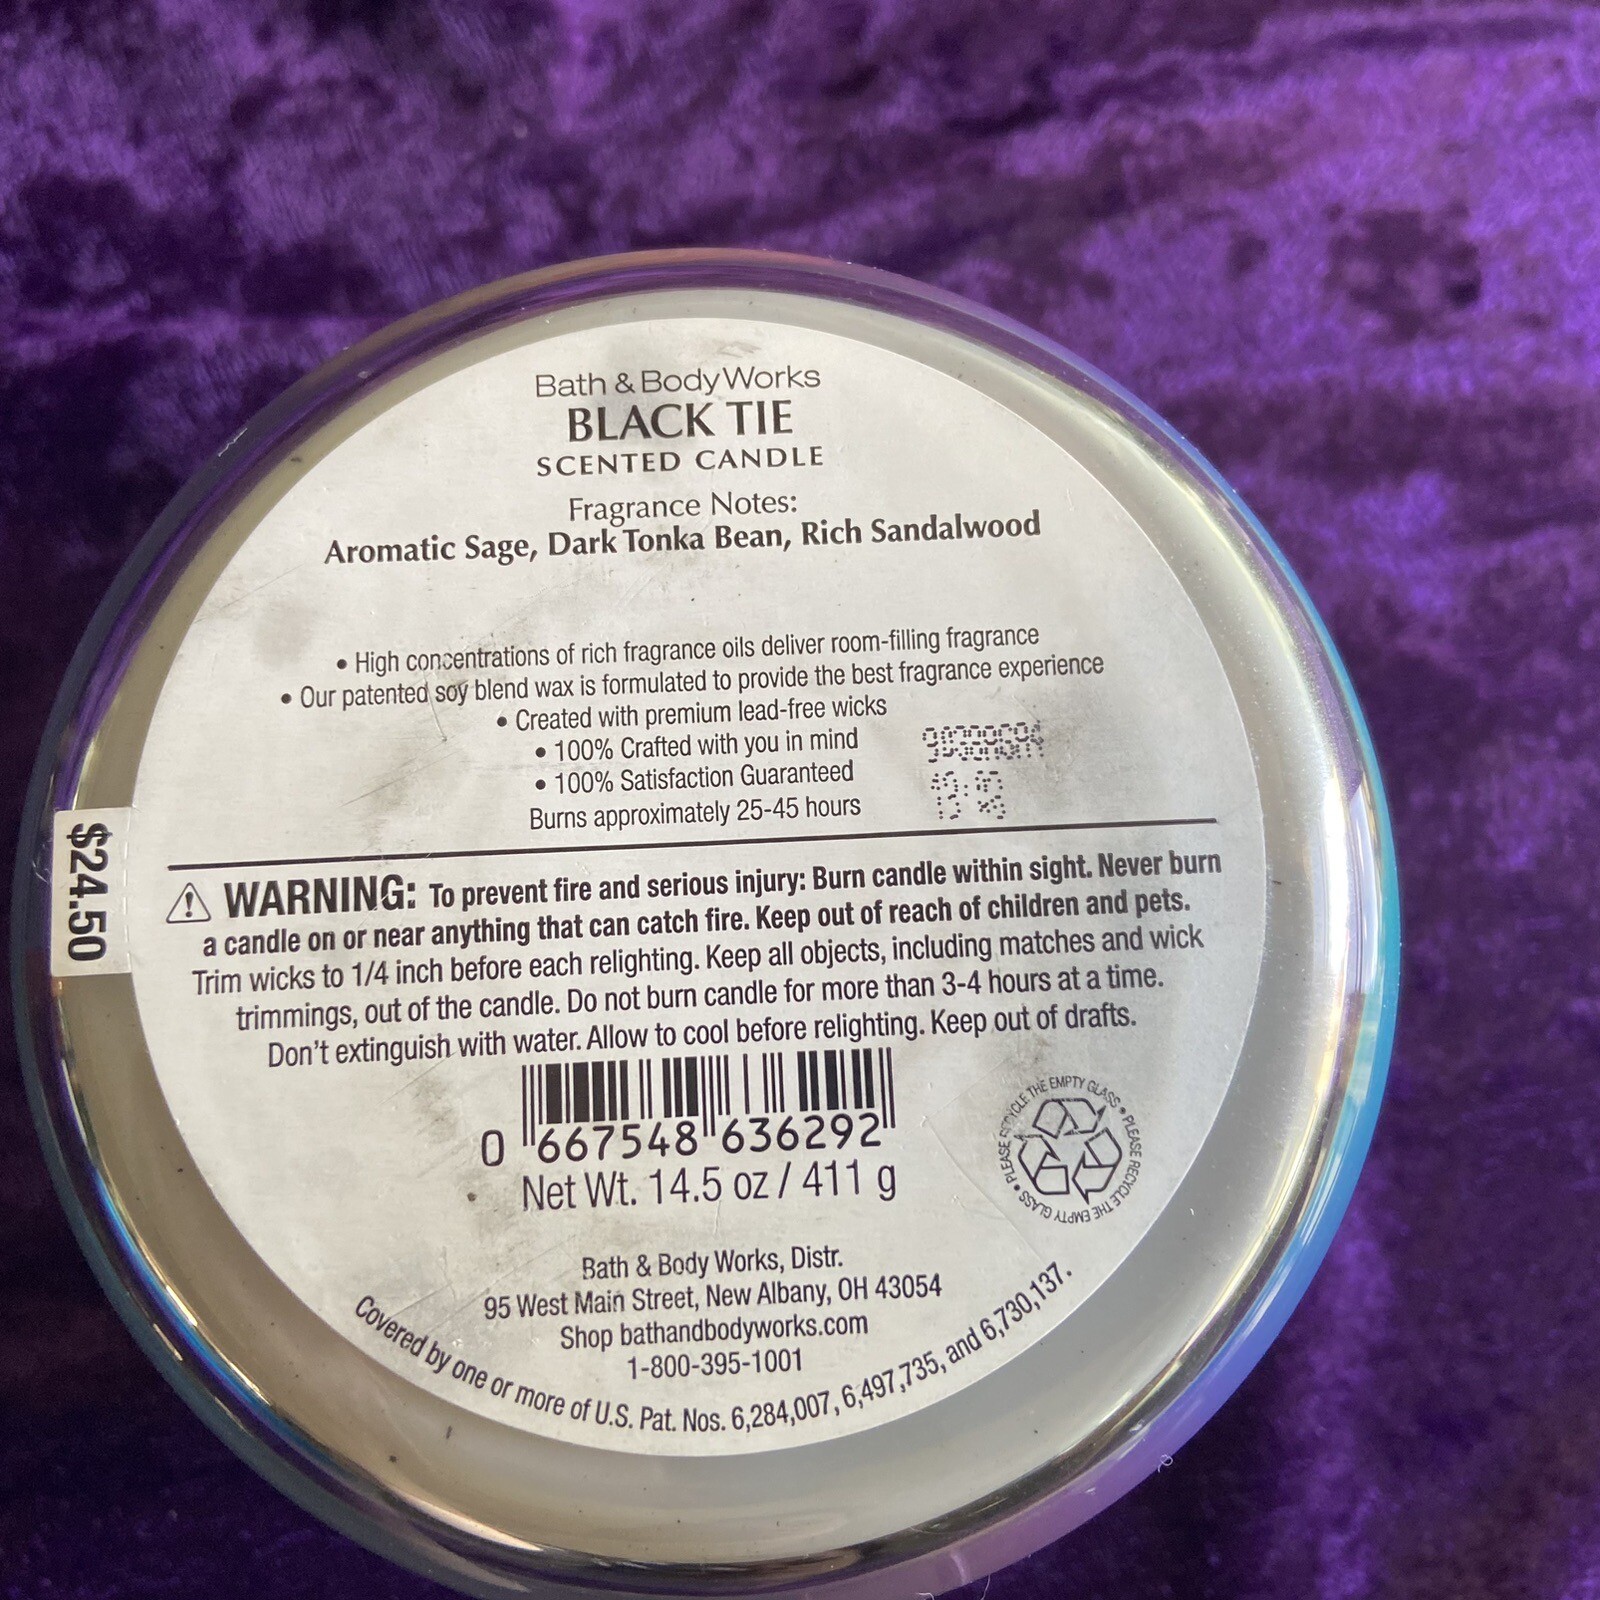 Bath & Body Works
BLACK TIE
SCENTED CANDLE
Fragrance Notes:
Aromatic Sage, Dark Tonka Bean, Rich Sandalwood
• High concentrations of rich fragrance oils deliver room-filling fragrance
• Our patented soy blend wax is formulated to provide the best fragrance experience
• Created with premium lead-free wicks
• 100% Crafted with you in mind
• 100% Satisfaction Guaranteed
Burns approximately 25-45 hours
$24.50
⚠ WARNING: To prevent fire and serious injury: Burn candle within sight. Never burn
a candle on or near anything that can catch fire. Keep out of reach of children and pets.
Trim wicks to 1/4 inch before each relighting. Keep all objects, including matches and wick
trimmings, out of the candle. Do not burn candle for more than 3-4 hours at a time.
Don't extinguish with water. Allow to cool before relighting. Keep out of drafts.
0 667548 636292
Net Wt. 14.5 oz / 411 g
PLEASE RECYCLE THE EMPTY GLASS • PLEASE RECYCLE THE EMPTY GLASS •
Bath & Body Works, Distr.
95 West Main Street, New Albany, OH 43054
Shop bathandbodyworks.com
1-800-395-1001
Covered by one or more of U.S. Pat. Nos. 6,284,007, 6,497,735, and 6,730,137.